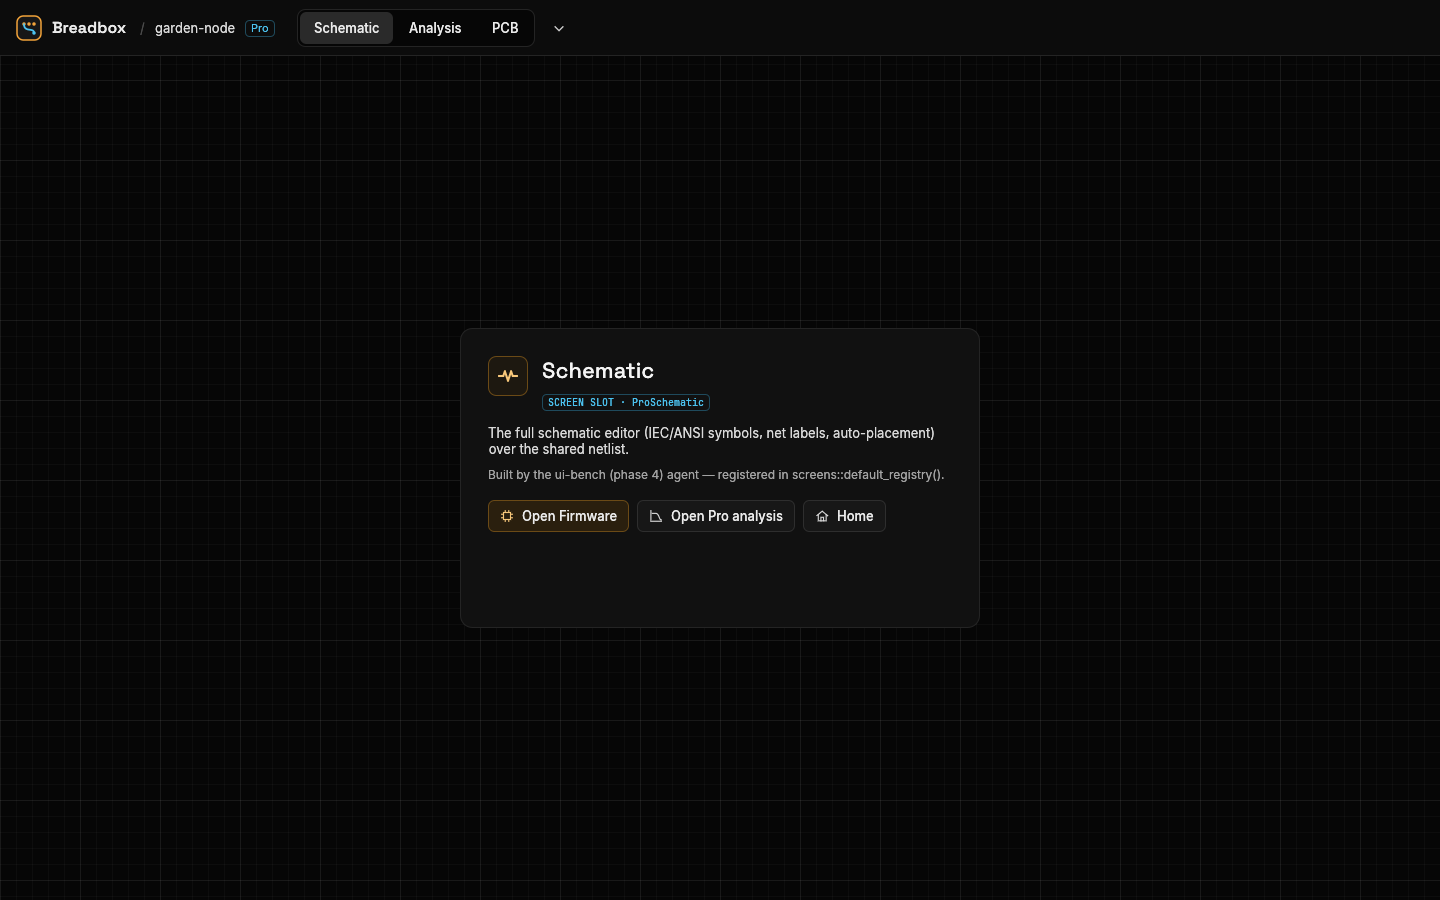 Breadbox / garden-node Pro Schematic Analysis PCB
Schematic
SCREEN SLOT · ProSchematic
The full schematic editor (IEC/ANSI symbols, net labels, auto-placement)
over the shared netlist.
Built by the ui-bench (phase 4) agent — registered in screens::default_registry().
Open Firmware Open Pro analysis Home